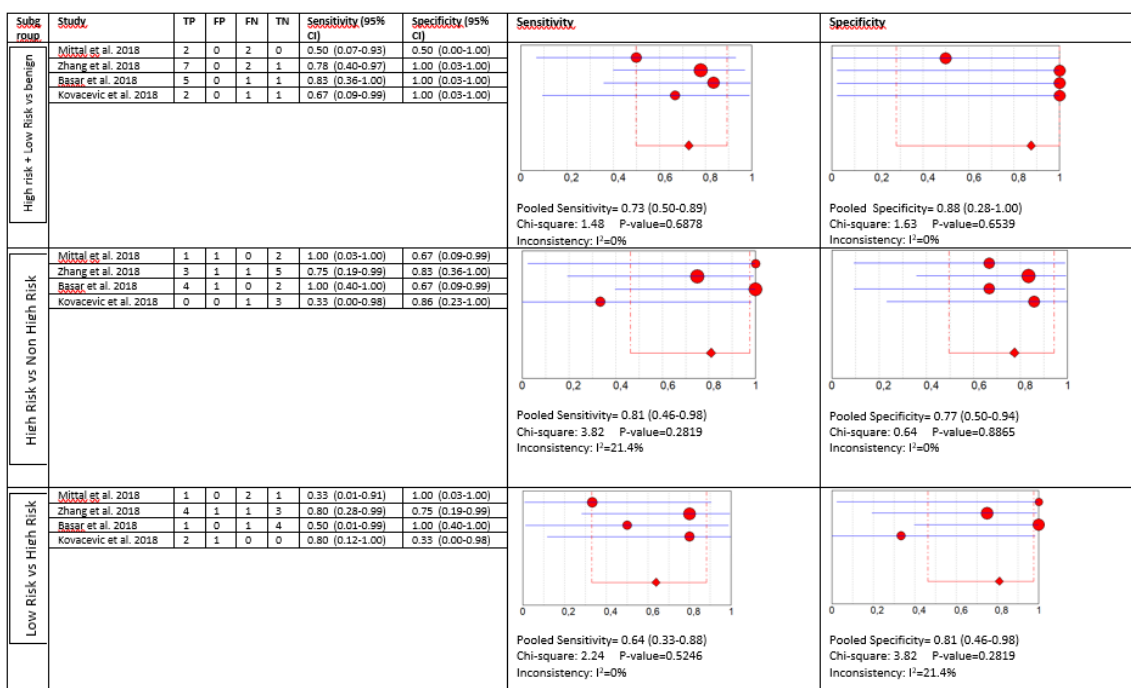 Subg roup Study TP FP FN TN Sensitivity (95% CI) Specificity (95% CI) Sensitivity Specificity
High risk + Low Risk vs benign
Mittal et al. 2018 2 0 2 0 0.50 (0.07-0.93) 0.50 (0.00-1.00)
Zhang et al. 2018 7 0 2 1 0.78 (0.40-0.97) 1.00 (0.03-1.00)
Basar et al. 2018 5 0 1 1 0.83 (0.36-1.00) 1.00 (0.03-1.00)
Kovacevic et al. 2018 2 0 1 1 0.67 (0.09-0.99) 1.00 (0.03-1.00)
0 0,2 0,4 0,6 0,8 1
Pooled Sensitivity= 0.73 (0.50-0.89)
Chi-square: 1.48 P-value=0.6878
Inconsistency: I²=0%
0 0,2 0,4 0,6 0,8 1
Pooled Specificity= 0.88 (0.28-1.00)
Chi-square: 1.63 P-value=0.6539
Inconsistency: I²=0%
High Risk vs Non High Risk
Mittal et al. 2018 1 1 0 2 1.00 (0.03-1.00) 0.67 (0.09-0.99)
Zhang et al. 2018 3 1 1 5 0.75 (0.19-0.99) 0.83 (0.36-1.00)
Basar et al. 2018 4 1 0 2 1.00 (0.40-1.00) 0.67 (0.09-0.99)
Kovacevic et al. 2018 0 0 1 3 0.33 (0.00-0.98) 0.86 (0.23-1.00)
0 0,2 0,4 0,6 0,8 1
Pooled Sensitivity= 0.81 (0.46-0.98)
Chi-square: 3.82 P-value=0.2819
Inconsistency: I²=21.4%
0 0,2 0,4 0,6 0,8 1
Pooled Specificity= 0.77 (0.50-0.94)
Chi-square: 0.64 P-value=0.8865
Inconsistency: I²=0%
Low Risk vs High Risk
Mittal et al. 2018 1 0 2 1 0.33 (0.01-0.91) 1.00 (0.03-1.00)
Zhang et al. 2018 4 1 1 3 0.80 (0.28-0.99) 0.75 (0.19-0.99)
Basar et al. 2018 1 0 1 4 0.50 (0.01-0.99) 1.00 (0.40-1.00)
Kovacevic et al. 2018 2 1 0 0 0.80 (0.12-1.00) 0.33 (0.00-0.98)
0 0,2 0,4 0,6 0,8 1
Pooled Sensitivity= 0.64 (0.33-0.88)
Chi-square: 2.24 P-value=0.5246
Inconsistency: I²=0%
0 0,2 0,4 0,6 0,8 1
Pooled Specificity= 0.81 (0.46-0.98)
Chi-square: 3.82 P-value=0.2819
Inconsistency: I²=21.4%